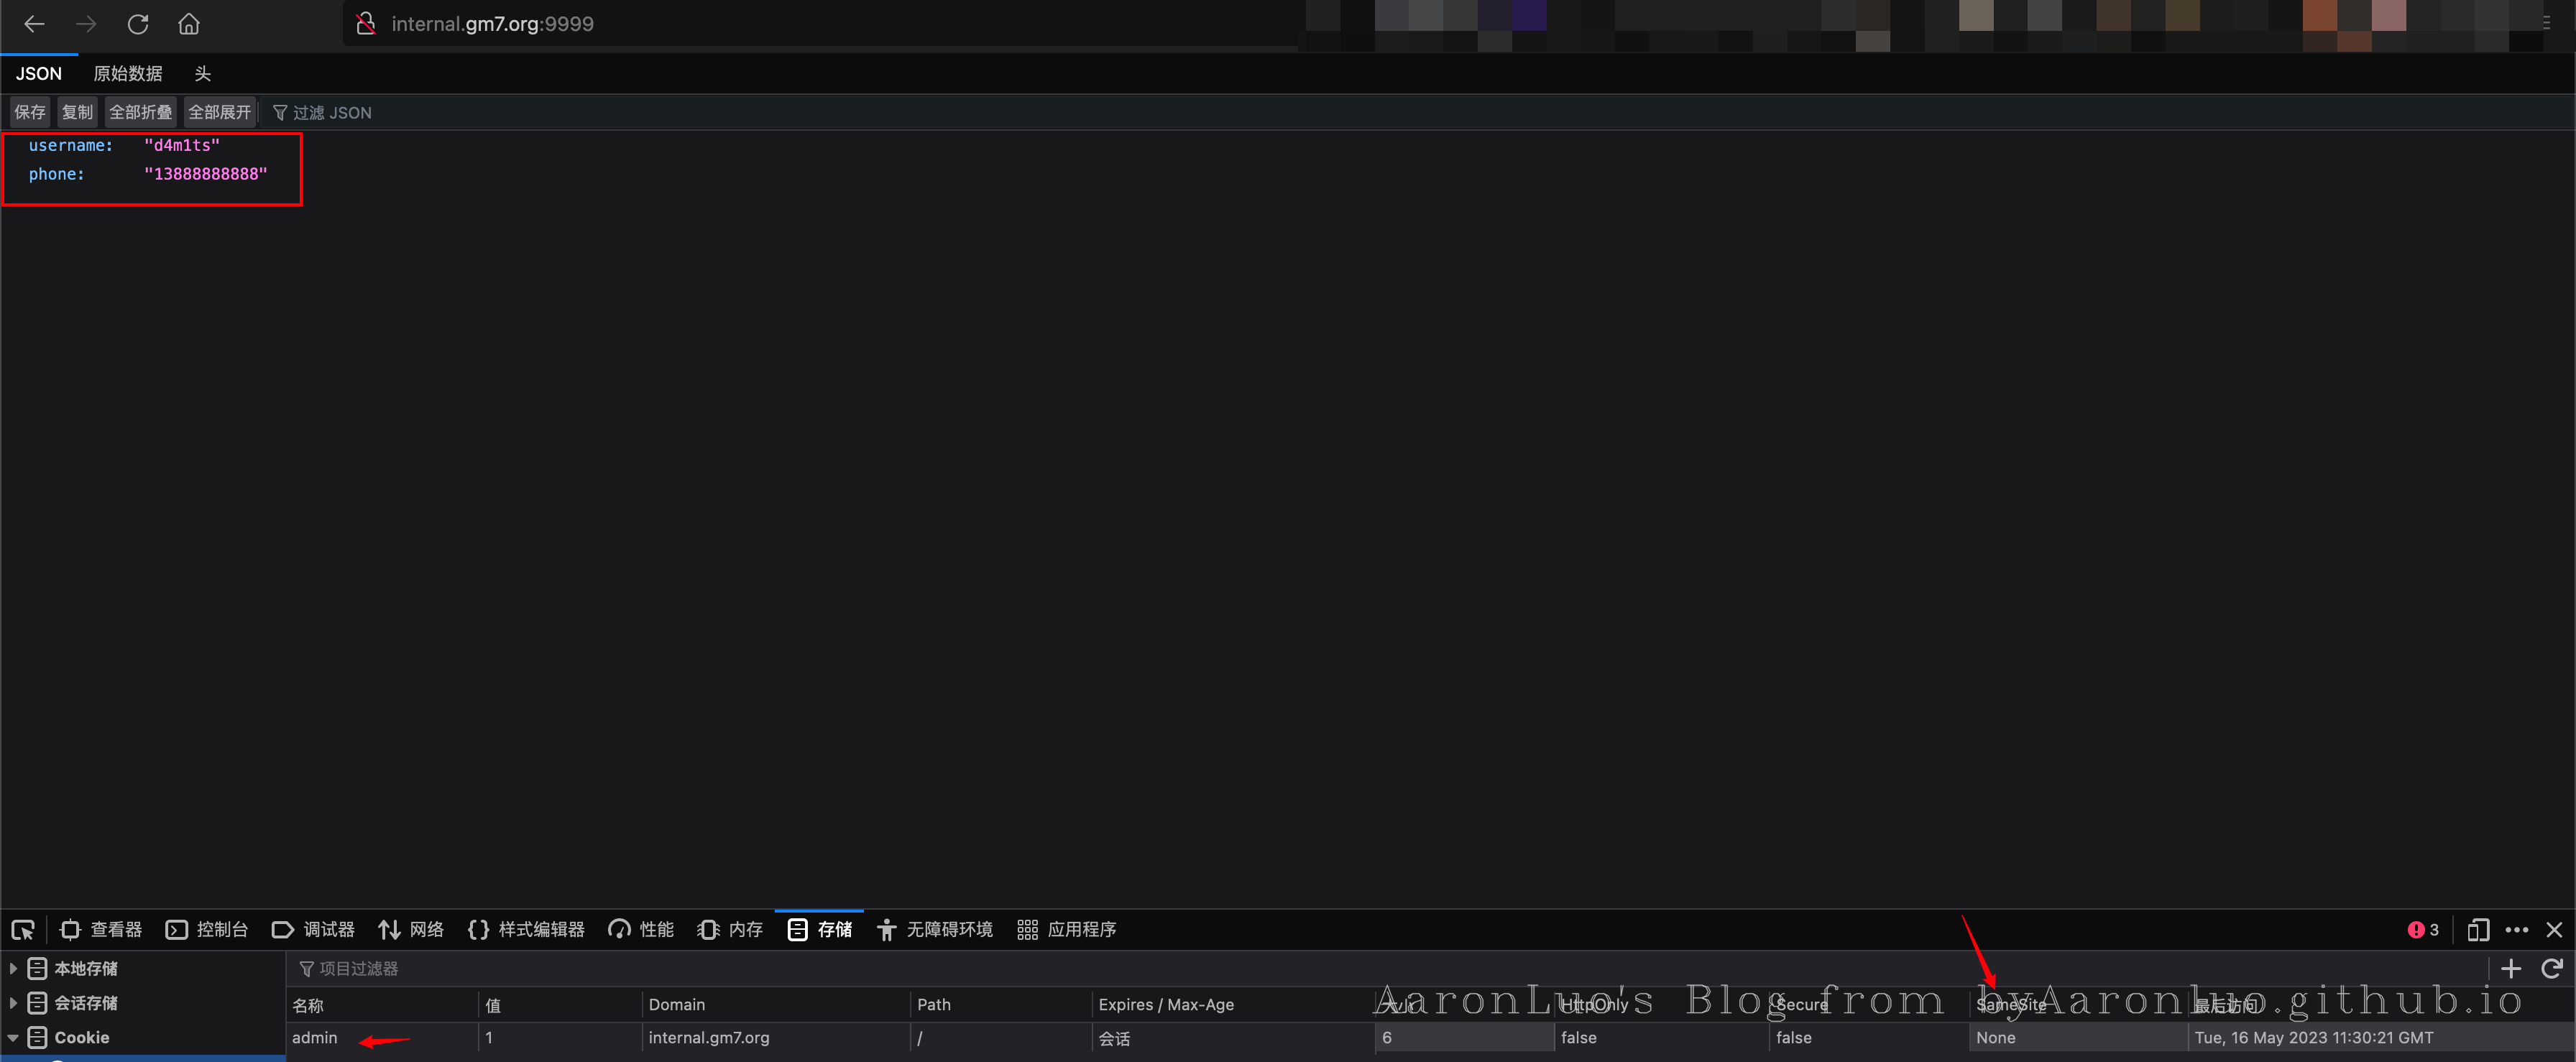 internal.gm7.org:9999
JSON 原始数据 头
保存 复制 全部折叠 全部展开 过滤 JSON
username: "d4m1ts"
phone: "13888888888"
查看器 控制台 调试器 网络 样式编辑器 性能 内存 存储 无障碍环境 应用程序 3
本地存储 项目过滤器
会话存储 名称 值 Domain Path Expires / Max-Age 大小 HttpOnly Secure SameSite 最后访问
AaronLuo's Blog from byAaronluo.github.io
Cookie admin 1 internal.gm7.org / 会话 6 false false None Tue, 16 May 2023 11:30:21 GMT